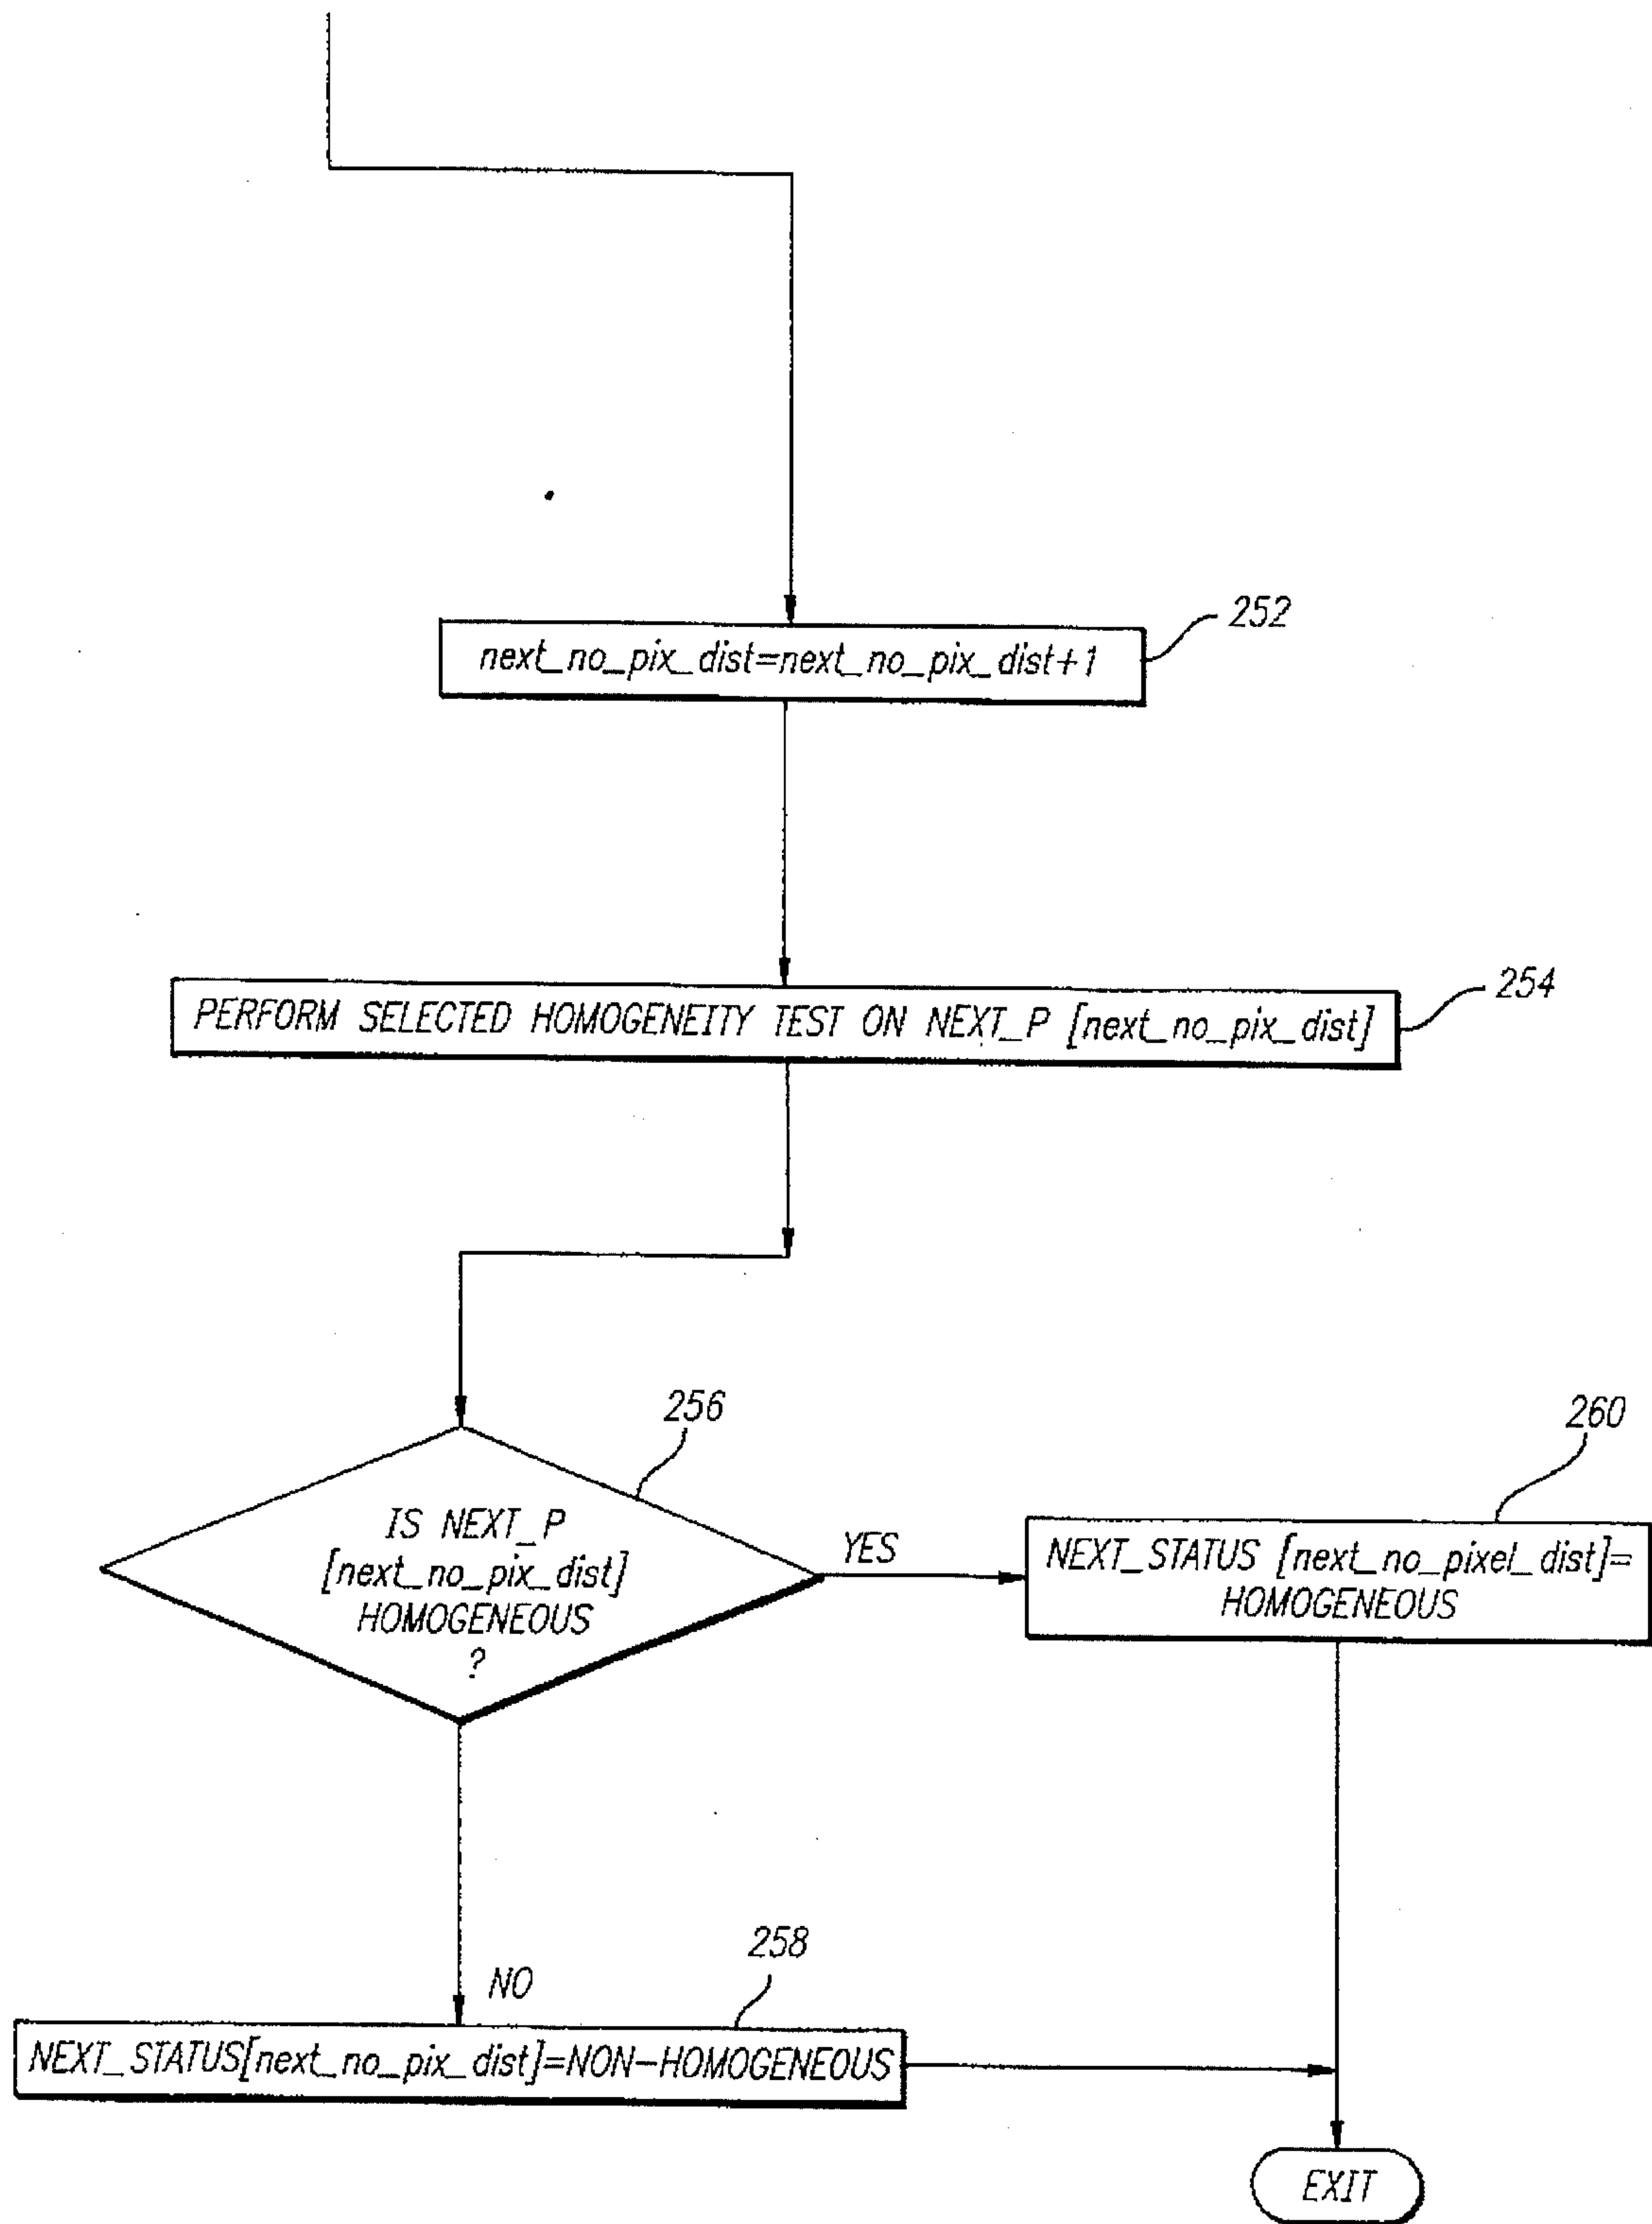 252
next_no_pix_dist=next_no_pix_dist+1
254
PERFORM SELECTED HOMOGENEITY TEST ON NEXT_P [next_no_pix_dist]
256
IS NEXT_P
[next_no_pix_dist]
HOMOGENEOUS
?
YES
260
NEXT_STATUS [next_no_pixel_dist]=
HOMOGENEOUS
NO
258
NEXT_STATUS[next_no_pix_dist]=NON-HOMOGENEOUS
EXIT